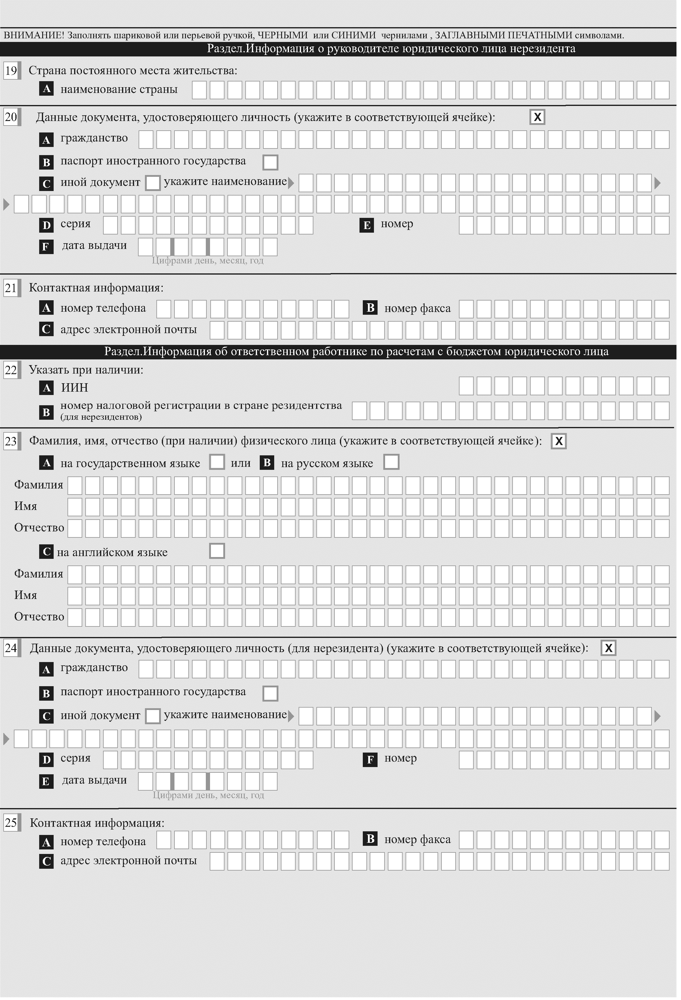 ВНИМАНИЕ! Заполнять шариковой или перьевой ручкой, ЧЕРНЫМИ или СИНИМИ чернилами , ЗАГЛАВНЫМИ ПЕЧАТНЫМИ символами.
Раздел.Информация о руководителе юридического лица нерезидента
19 Страна постоянного места жительства:
A наименование страны
20 Данные документа, удостоверяющего личность (укажите в соответствующей ячейке): X
A гражданство
B паспорт иностранного государства
C иной документ укажите наименование
D серия E номер
F дата выдачи
Цифрами день, месяц, год
21 Контактная информация:
A номер телефона B номер факса
C адрес электронной почты
Раздел.Информация об ответственном работнике по расчетам с бюджетом юридического лица
22 Указать при наличии:
A ИИН
B номер налоговой регистрации в стране резидентства
(для нерезидентов)
23 Фамилия, имя, отчество (при наличии) физического лица (укажите в соответствующей ячейке): X
A на государственном языке или B на русском языке
Фамилия
Имя
Отчество
C на английском языке
Фамилия
Имя
Отчество
24 Данные документа, удостоверяющего личность (для нерезидента) (укажите в соответствующей ячейке): X
A гражданство
B паспорт иностранного государства
C иной документ укажите наименование
D серия F номер
E дата выдачи
Цифрами день, месяц, год
25 Контактная информация:
A номер телефона B номер факса
C адрес электронной почты